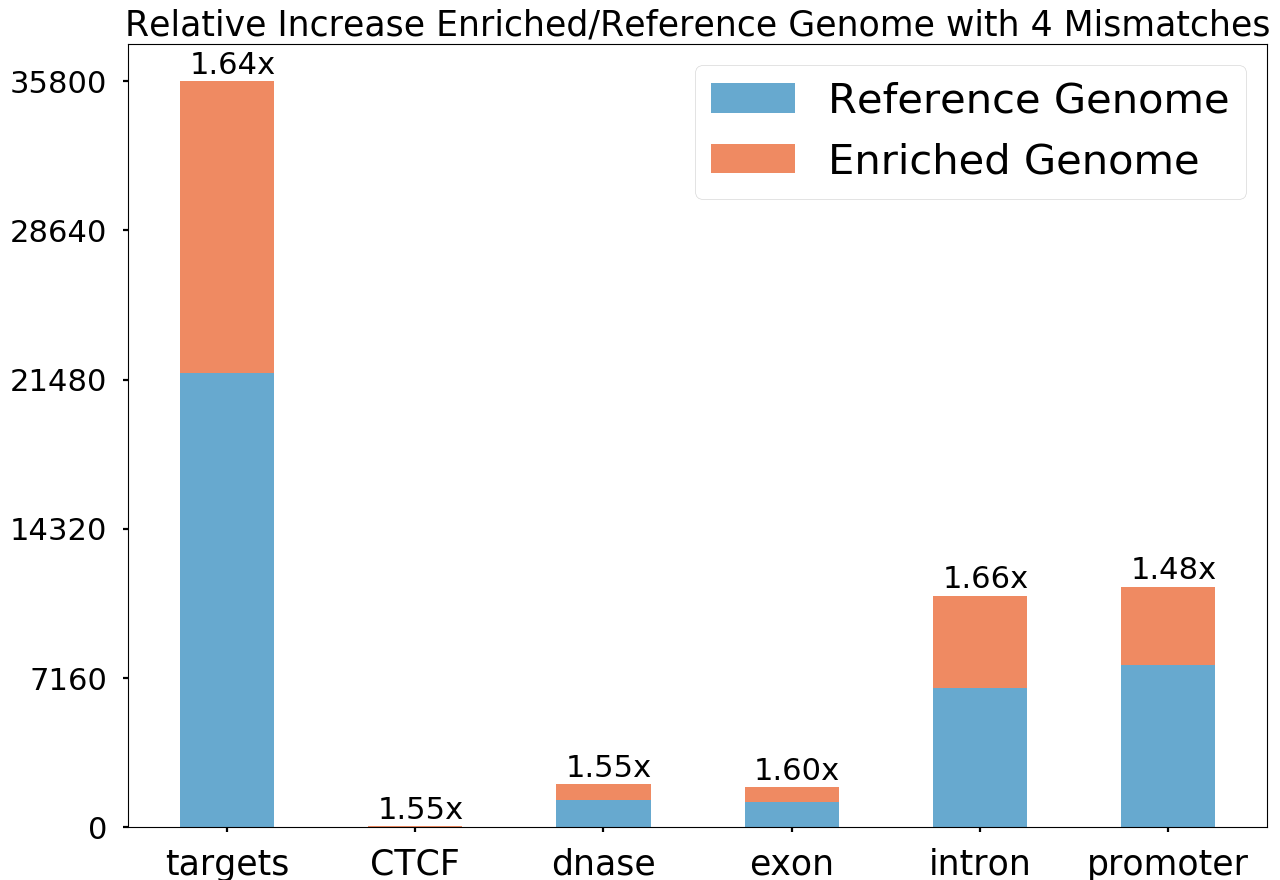 Relative Increase Enriched/Reference Genome with 4 Mismatches
1.64x
35800
Reference Genome
Enriched Genome
28640
21480
14320
1.66x
1.48x
7160
1.55x
1.60x
1.55x
0
targets CTCF dnase exon intron promoter